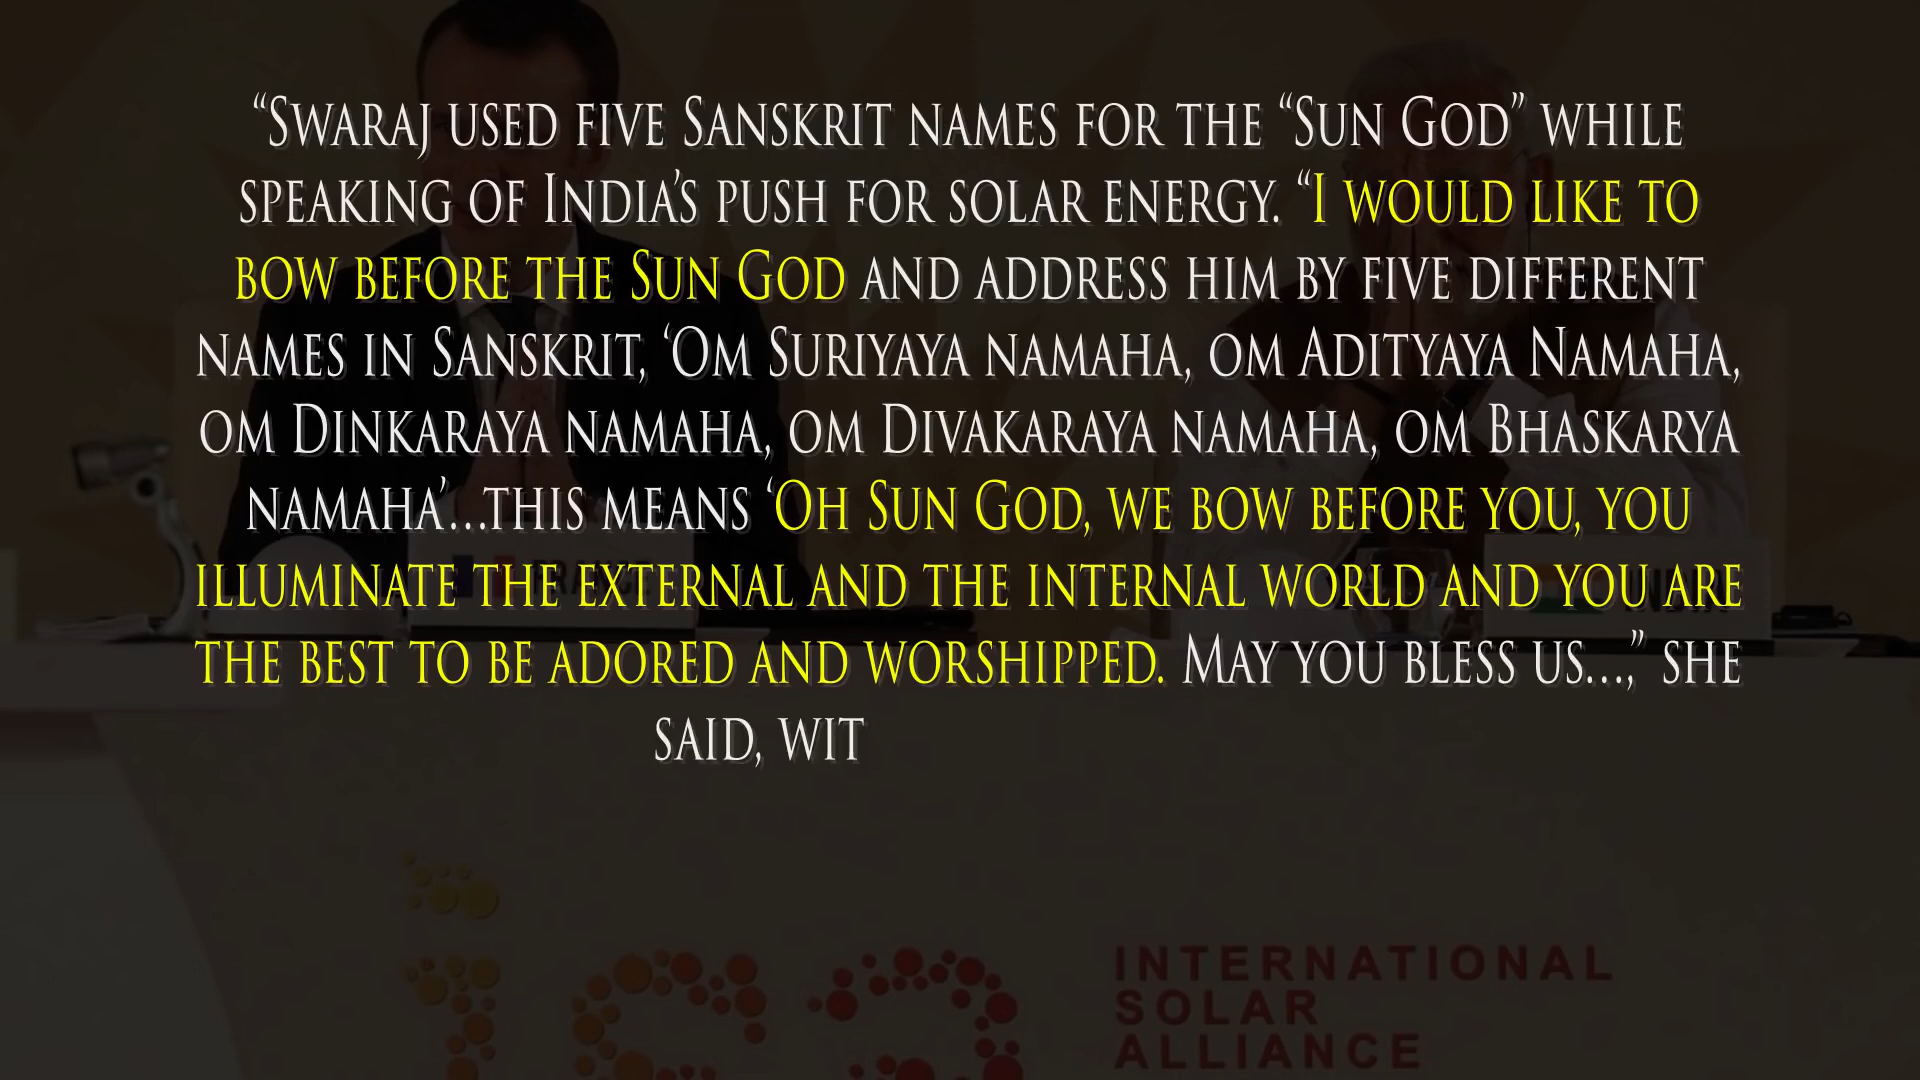 “Swaraj used five Sanskrit names for the “Sun God” while
speaking of India’s push for solar energy. “I would like to
bow before the Sun God and address him by five different
names in Sanskrit, ‘Om Suriyaya namaha, om Adityaya Namaha,
om Dinkaraya namaha, om Divakaraya namaha, om Bhaskarya
namaha’...this means ‘Oh Sun God, we bow before you, you
illuminate the external and the internal world and you are
the best to be adored and worshipped. May you bless us...,” she
said, wit
FRANCE
INDIA
isa
INTERNATIONAL
SOLAR
ALLIANCE